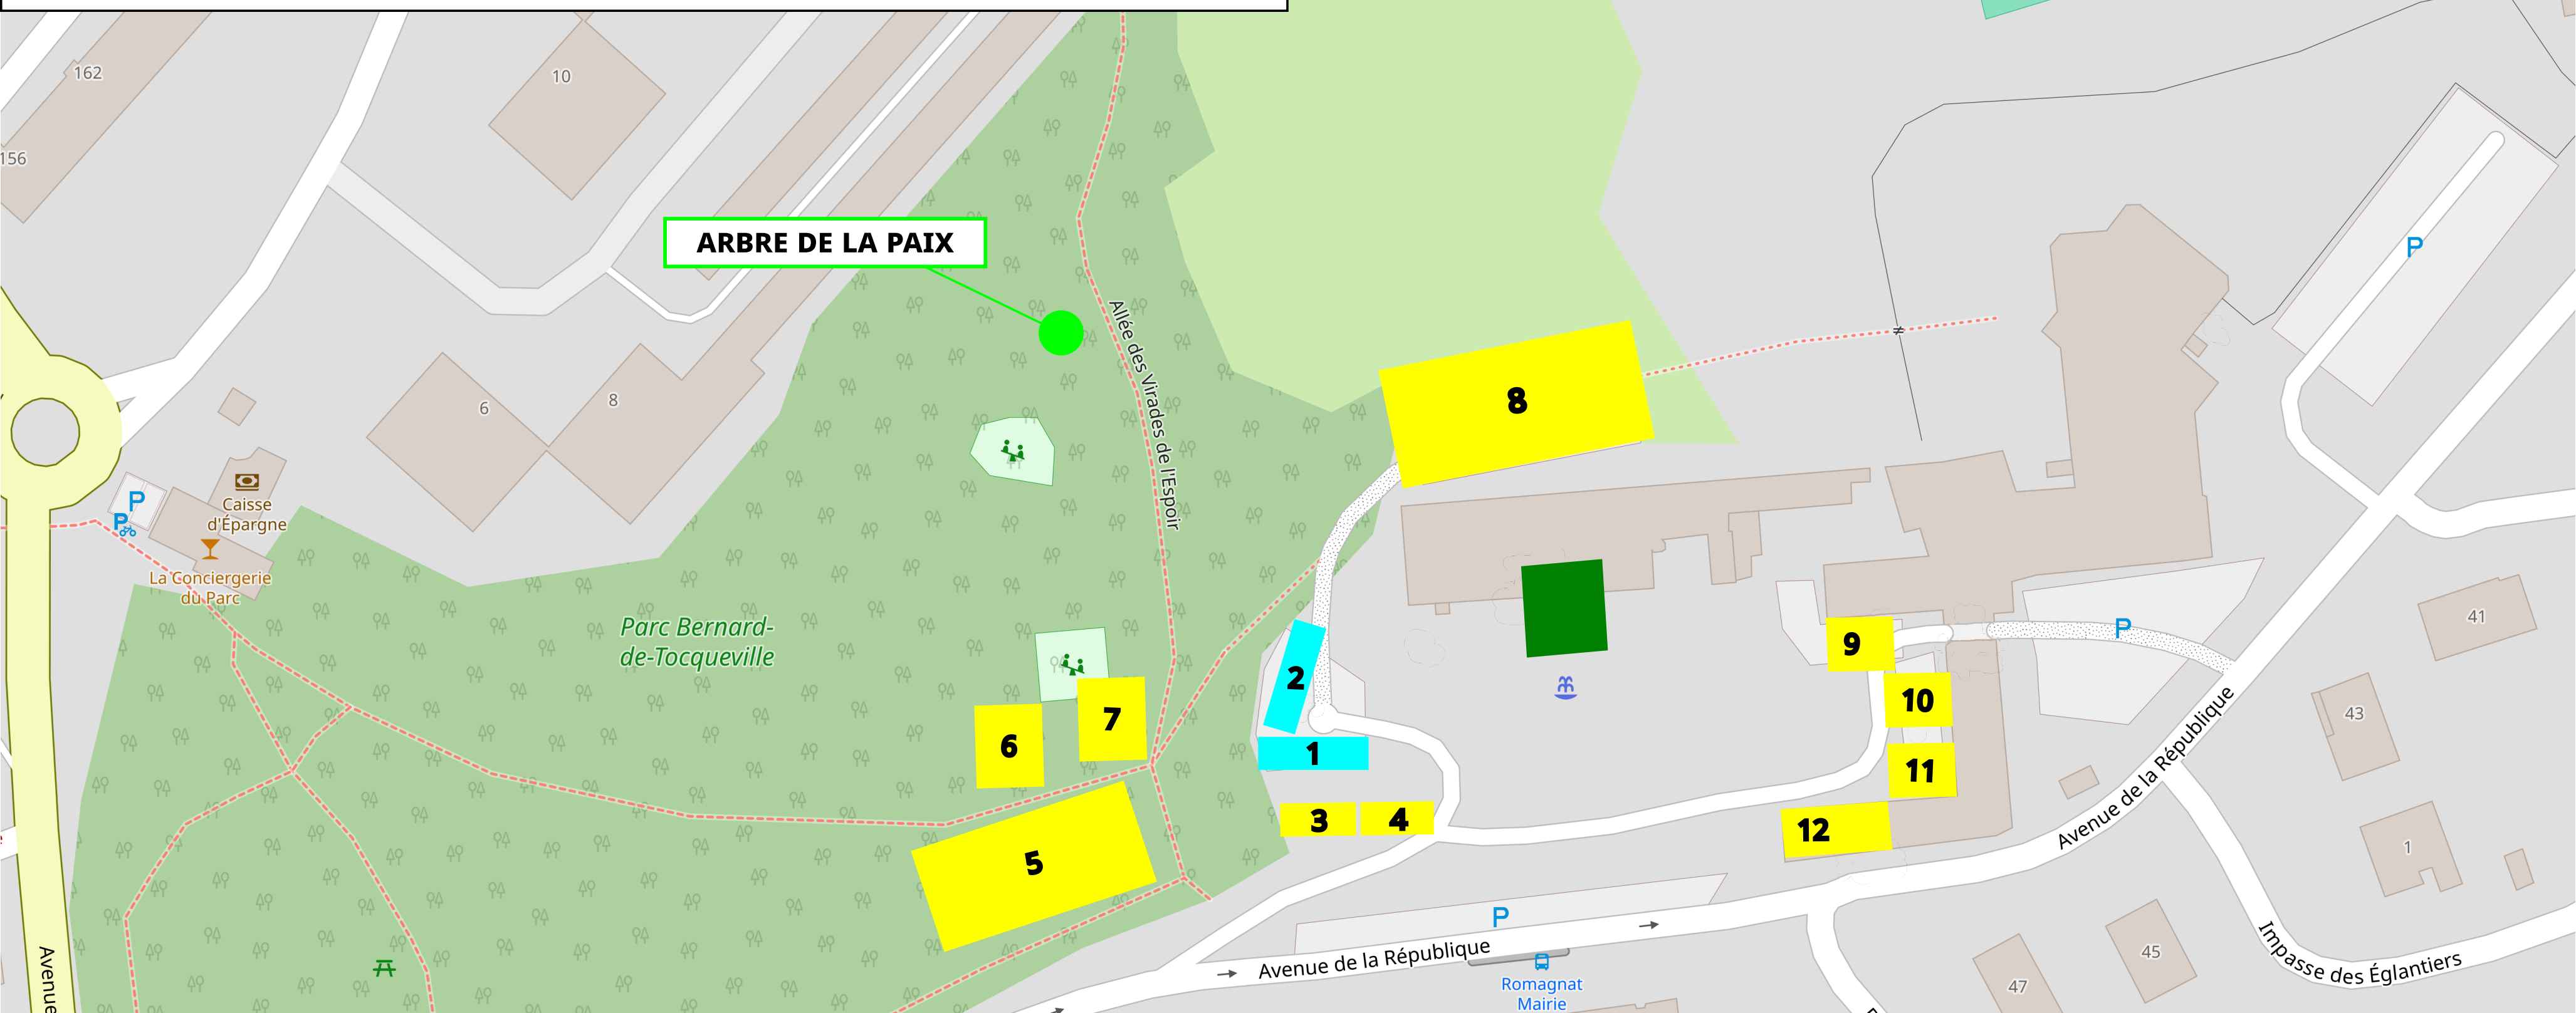 162
10
156
ARBRE DE LA PAIX
P
Allée des Virades de l'Espoir
8
6
8
Caisse
d'Épargne
P
P
La Conciergerie
du Parc
Parc Bernard-
de-Tocqueville
2
9
P
41
10
7
6
1
43
11
3
4
12
5
1
Avenue de la République
P
Avenue de la République
Romagnat
Mairie
Avenue
45
47
Impasse des Églantiers